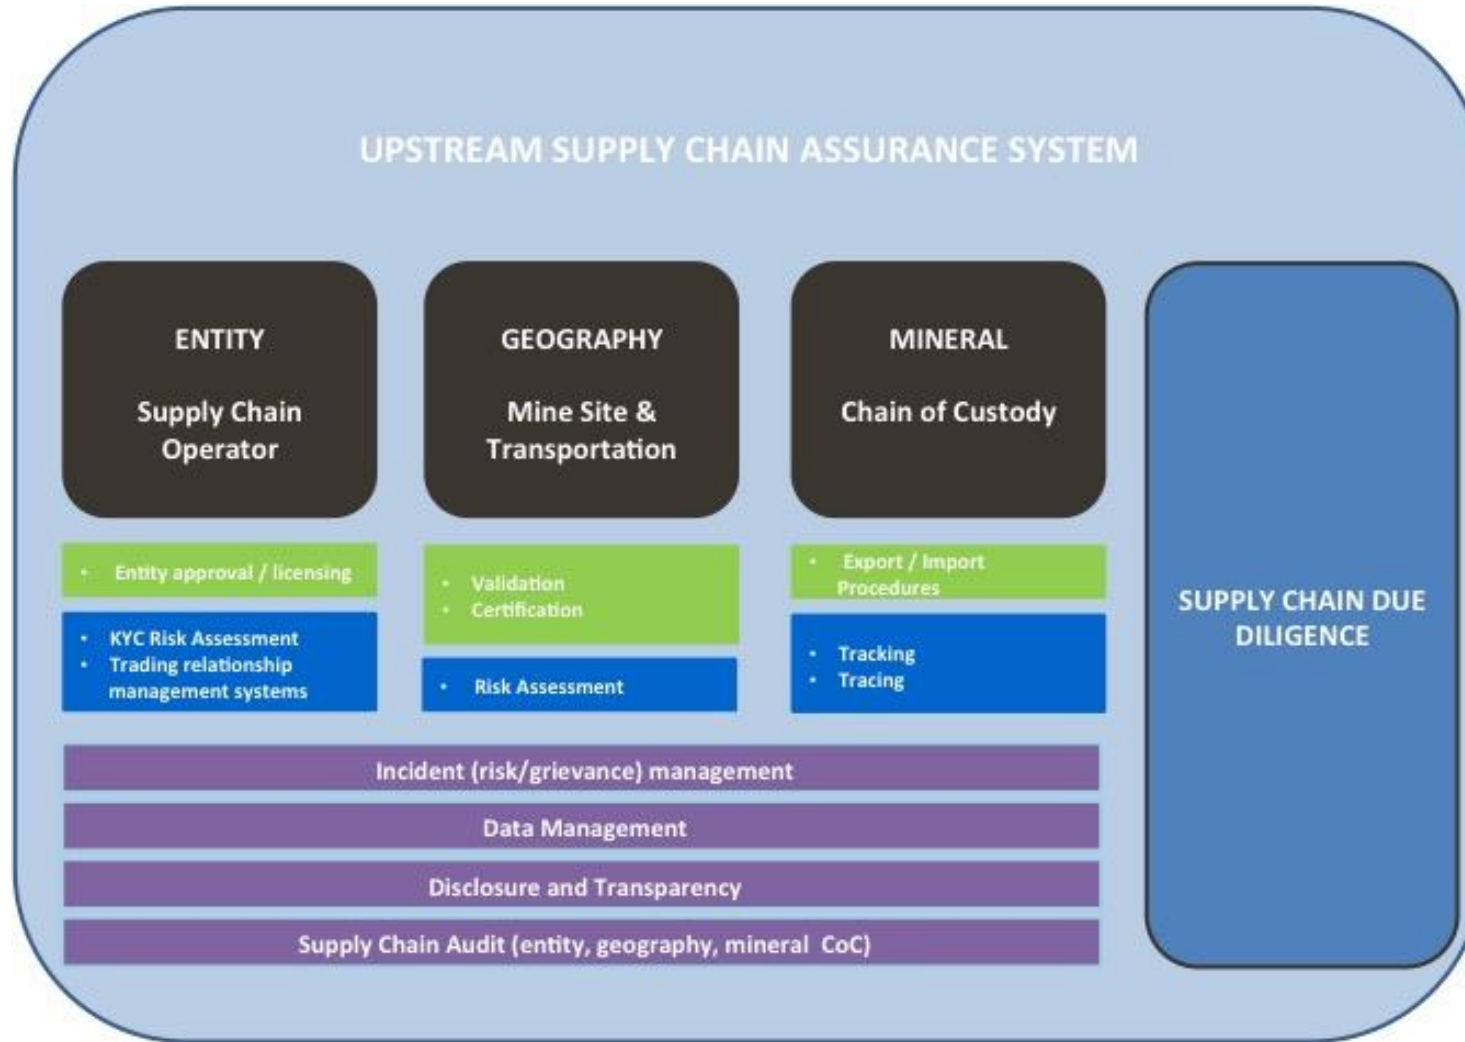 UPSTREAM SUPPLY CHAIN ASSURANCE SYSTEM
ENTITY
Supply Chain
Operator
GEOGRAPHY
Mine Site &
Transportation
MINERAL
Chain of Custody
• Entity approval / licensing
• KYC Risk Assessment
• Trading relationship
management systems
• Validation
• Certification
• Risk Assessment
• Export / Import
Procedures
• Tracking
• Tracing
Incident (risk/grievance) management
Data Management
Disclosure and Transparency
Supply Chain Audit (entity, geography, mineral CoC)
SUPPLY CHAIN DUE
DILIGENCE